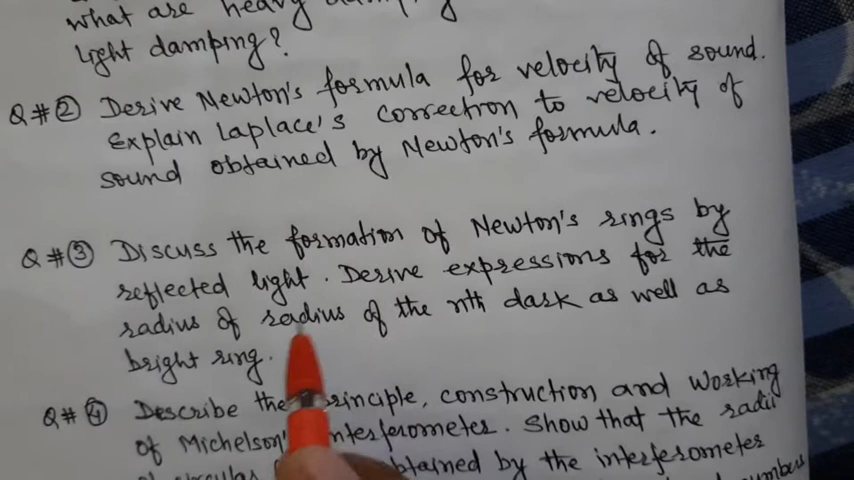 what are heavy
light damping?
Q#② Derive Newton's formula for velocity of sound.
Explain Laplace's correction to velocity of
sound obtained by Newton's formula.
Q#③ Discuss the formation of Newton's rings by
reflected light. Derive expressions for the
radius of radius of the nth dark as well as
bright ring.
Q#④ Describe the principle, construction and working
of Michelson's interferometer. Show that the radii
obtained by the interferometer